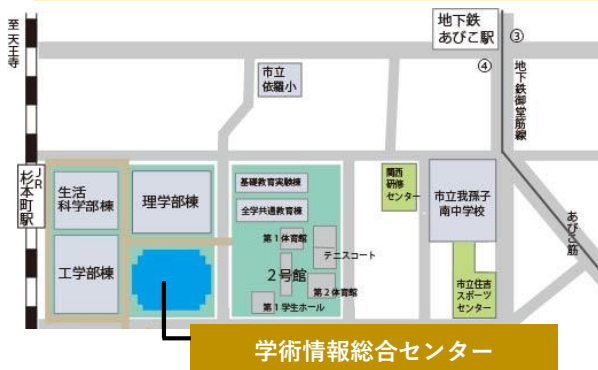 至
天
王
寺
地下鉄
あびこ駅
③
④
地下鉄御堂筋線
市立
依羅小
JR
杉本町駅
生活
科学部棟
理学部棟
基礎教育実験棟
全学共通教育棟
関西
研修
センター
市立我孫子
南中学校
あびこ筋
第1体育館
テニスコート
工学部棟
2号館
第2体育館
第1学生ホール
市立住吉
スポーツ
センター
学術情報総合センター